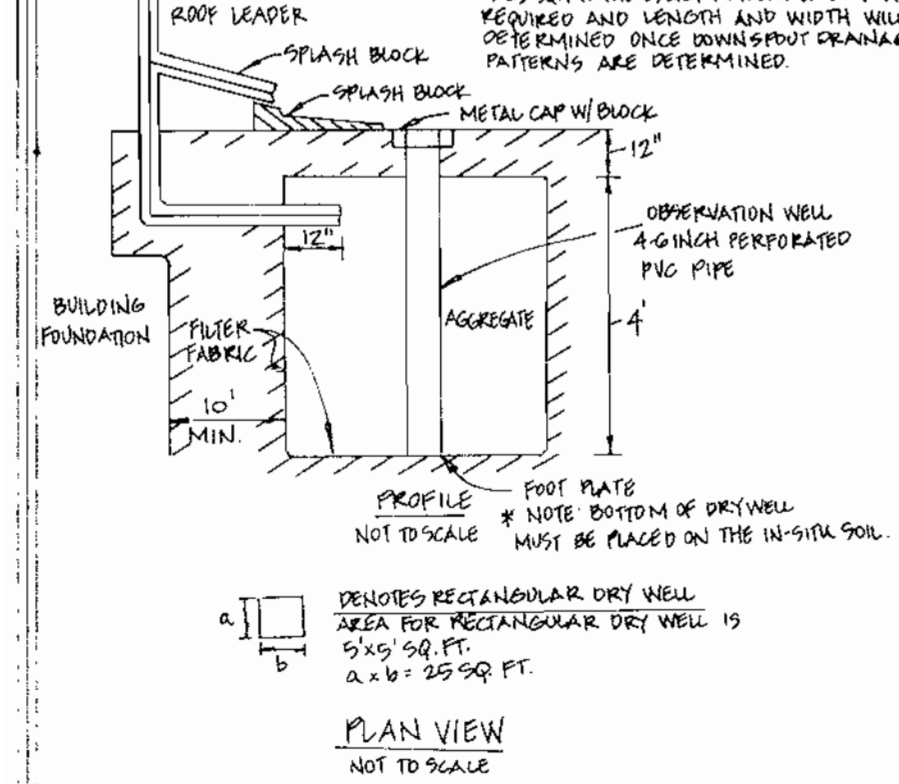 ROOF LEADER
REQUIRED AND LENGTH AND WIDTH WILL
DETERMINED ONCE DOWNSPOUT DRAINAG
PATTERNS ARE DETERMINED.
SPLASH BLOCK
SPLASH BLOCK
METAL CAP W/BLOCK
12"
OBSERVATION WELL
4-6 INCH PERFORATED
PVC PIPE
12"
BUILDING
FOUNDATION
FILTER
FABRIC
AGGREGATE
4'
10'
MIN.
FOOT PLATE
PROFILE
NOT TO SCALE
* NOTE: BOTTOM OF DRYWELL
MUST BE PLACED ON THE IN-SITU SOIL.
a
b
DENOTES RECTANGULAR DRY WELL
AREA FOR RECTANGULAR DRY WELL IS
5'x5' SQ. FT.
a x b = 25 SQ. FT.
PLAN VIEW
NOT TO SCALE